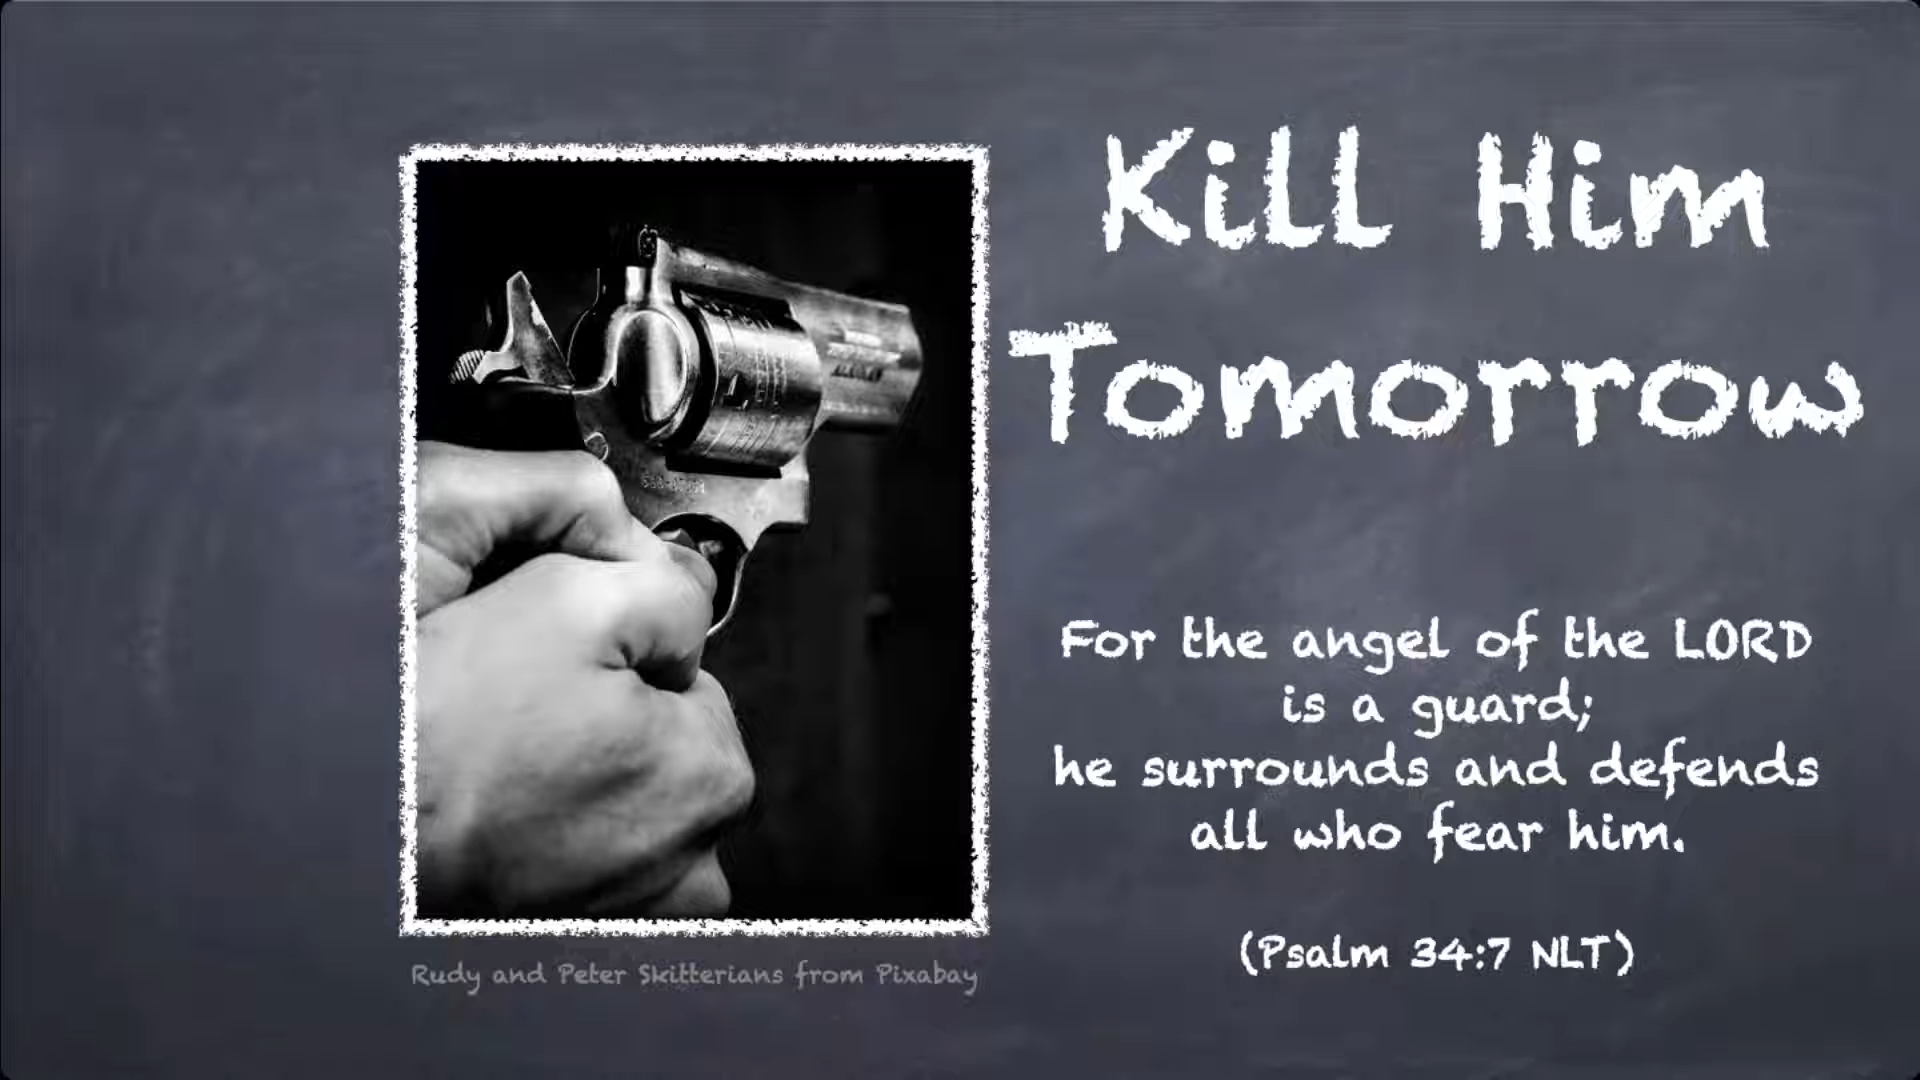 Kill Him
Tomorrow
For the angel of the LORD
is a guard;
he surrounds and defends
all who fear him.
(Psalm 34:7 NLT)
Rudy and Peter Skitterians from Pixabay